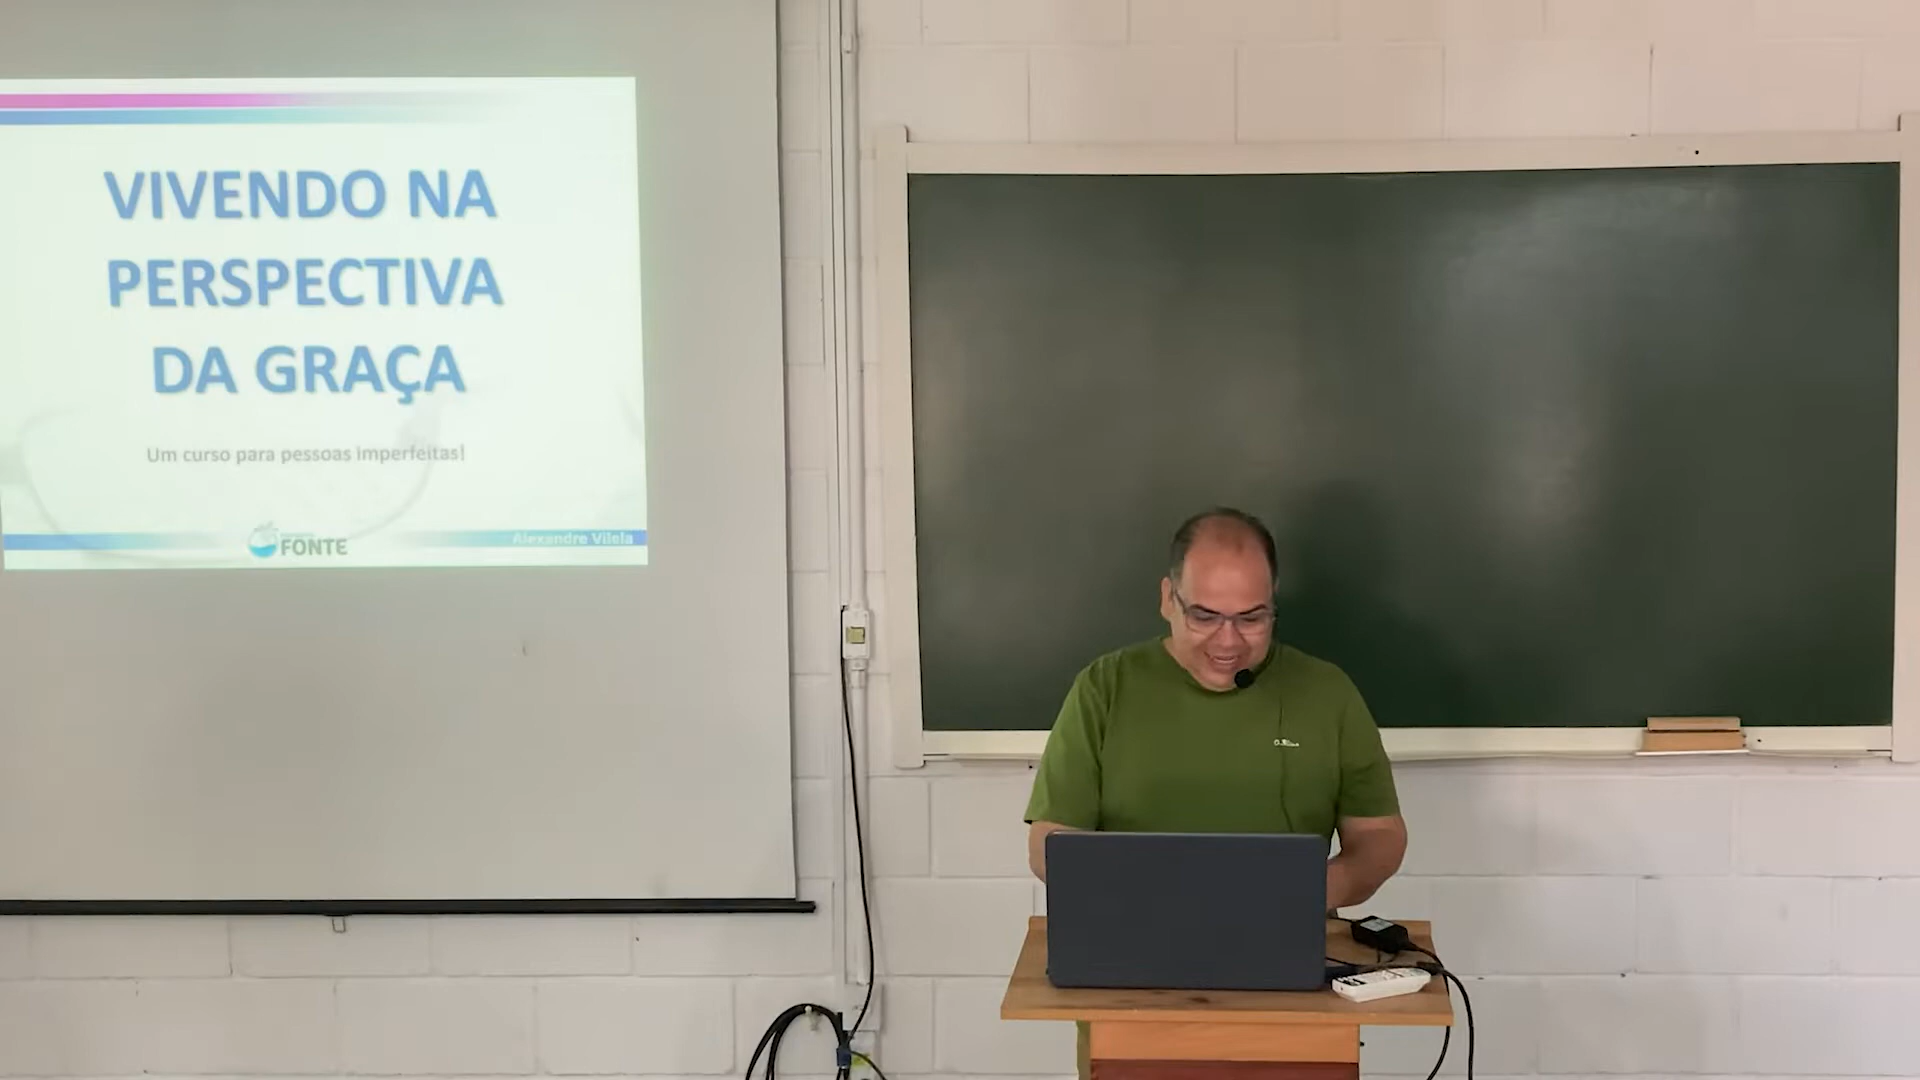 VIVENDO NA
PERSPECTIVA
DA GRAÇA
Um curso para pessoas imperfeitas!
FONTE
Alexandre Vilela